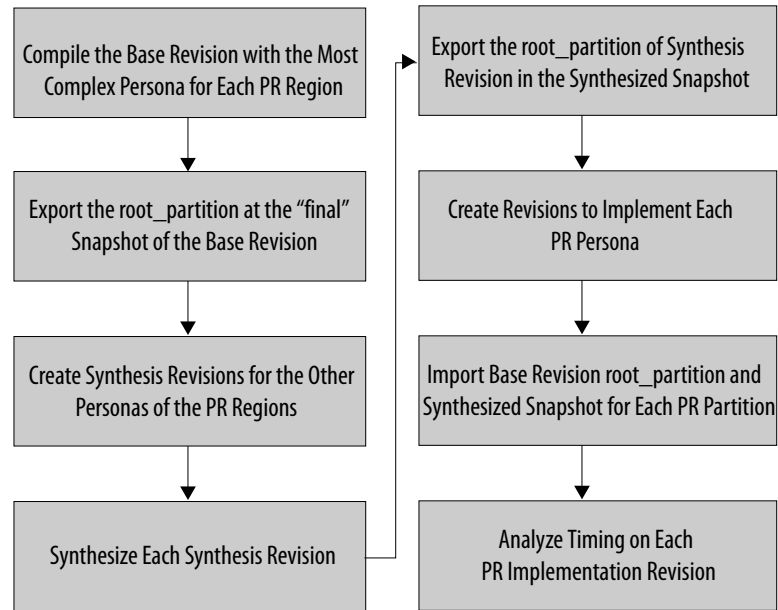 Compile the Base Revision with the Most
Complex Persona for Each PR Region
Export the root_partition at the “final”
Snapshot of the Base Revision
Create Synthesis Revisions for the Other
Personas of the PR Regions
Synthesize Each Synthesis Revision
Export the root_partition of Synthesis
Revision in the Synthesized Snapshot
Create Revisions to Implement Each
PR Persona
Import Base Revision root_partition and
Synthesized Snapshot for Each PR Partition
Analyze Timing on Each
PR Implementation Revision